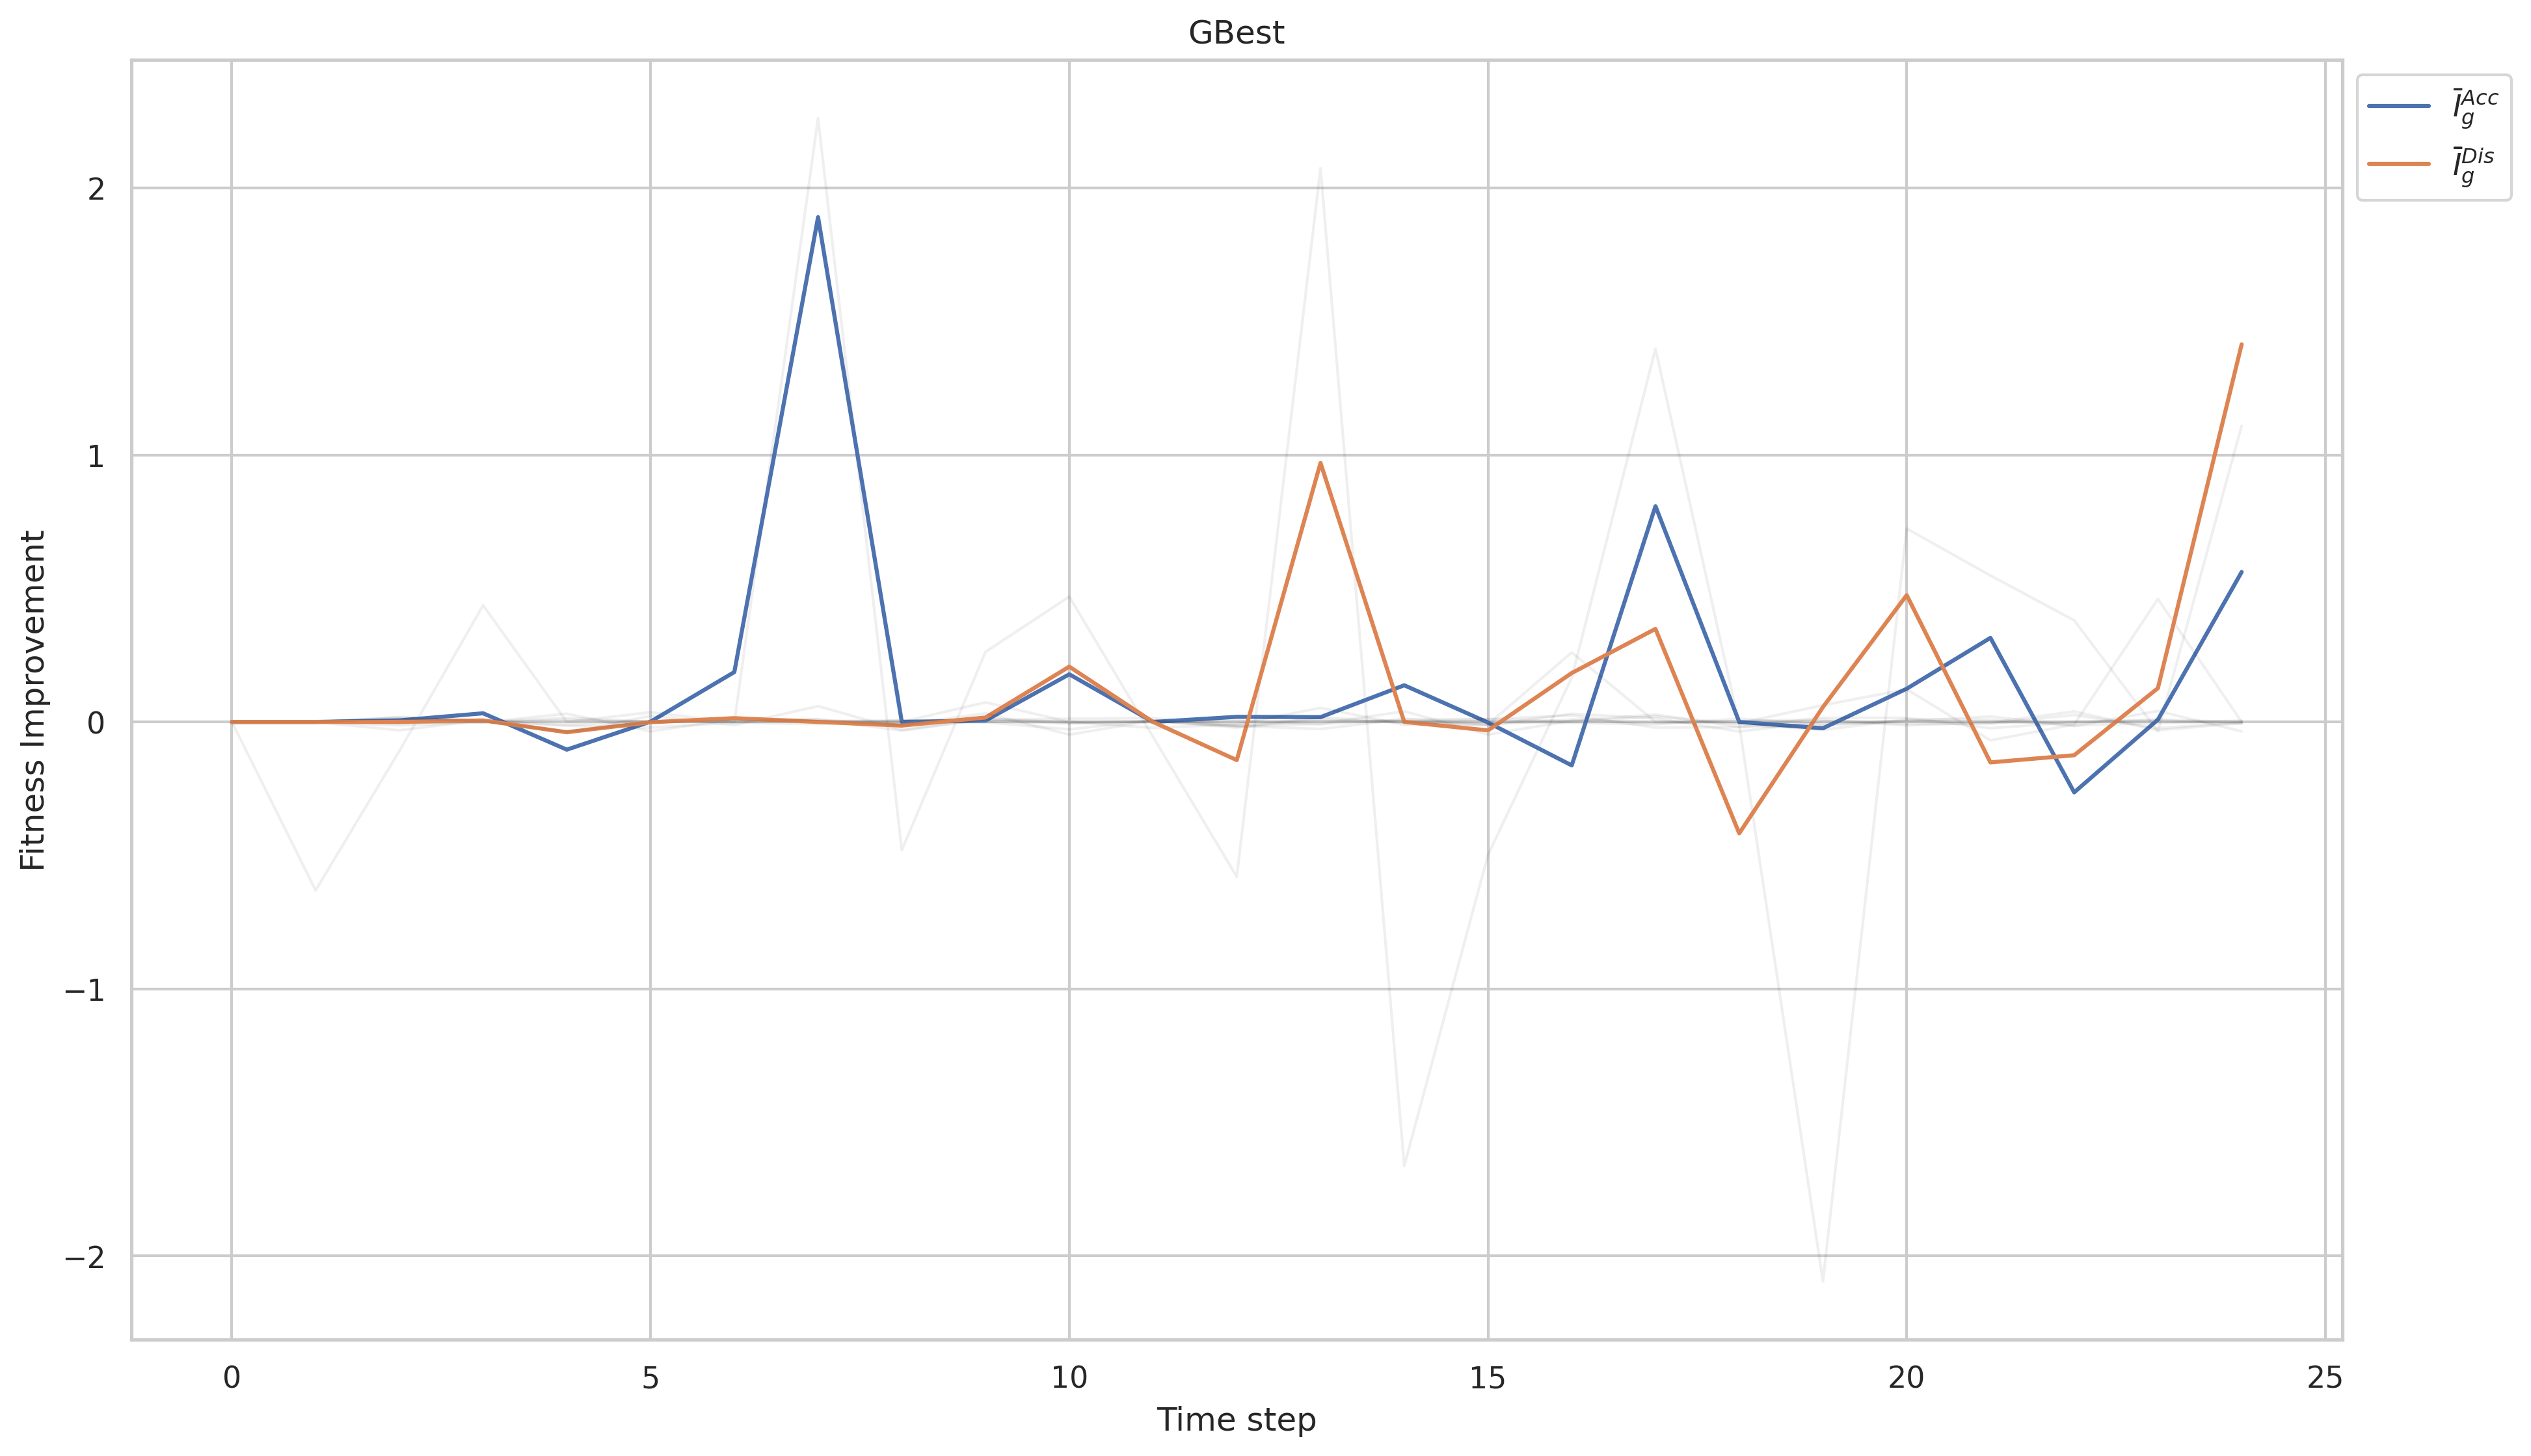 GBest
Ī_g^Acc
Ī_g^Dis
2
1
0
−1
−2
Fitness Improvement
0 5 10 15 20 25
Time step